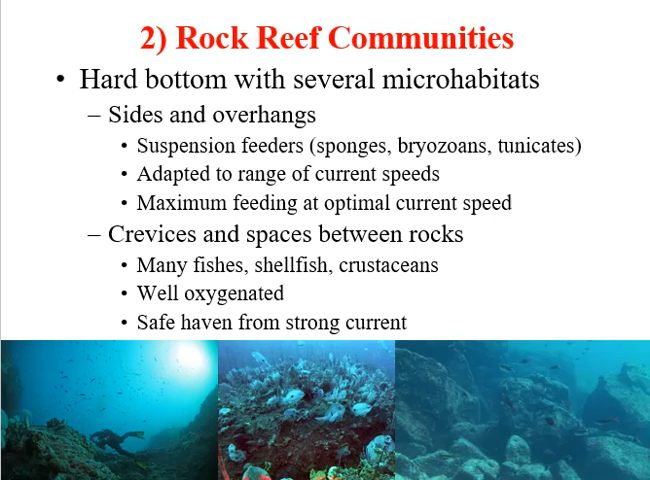 2) Rock Reef Communities
• Hard bottom with several microhabitats
– Sides and overhangs
• Suspension feeders (sponges, bryozoans, tunicates)
• Adapted to range of current speeds
• Maximum feeding at optimal current speed
– Crevices and spaces between rocks
• Many fishes, shellfish, crustaceans
• Well oxygenated
• Safe haven from strong current